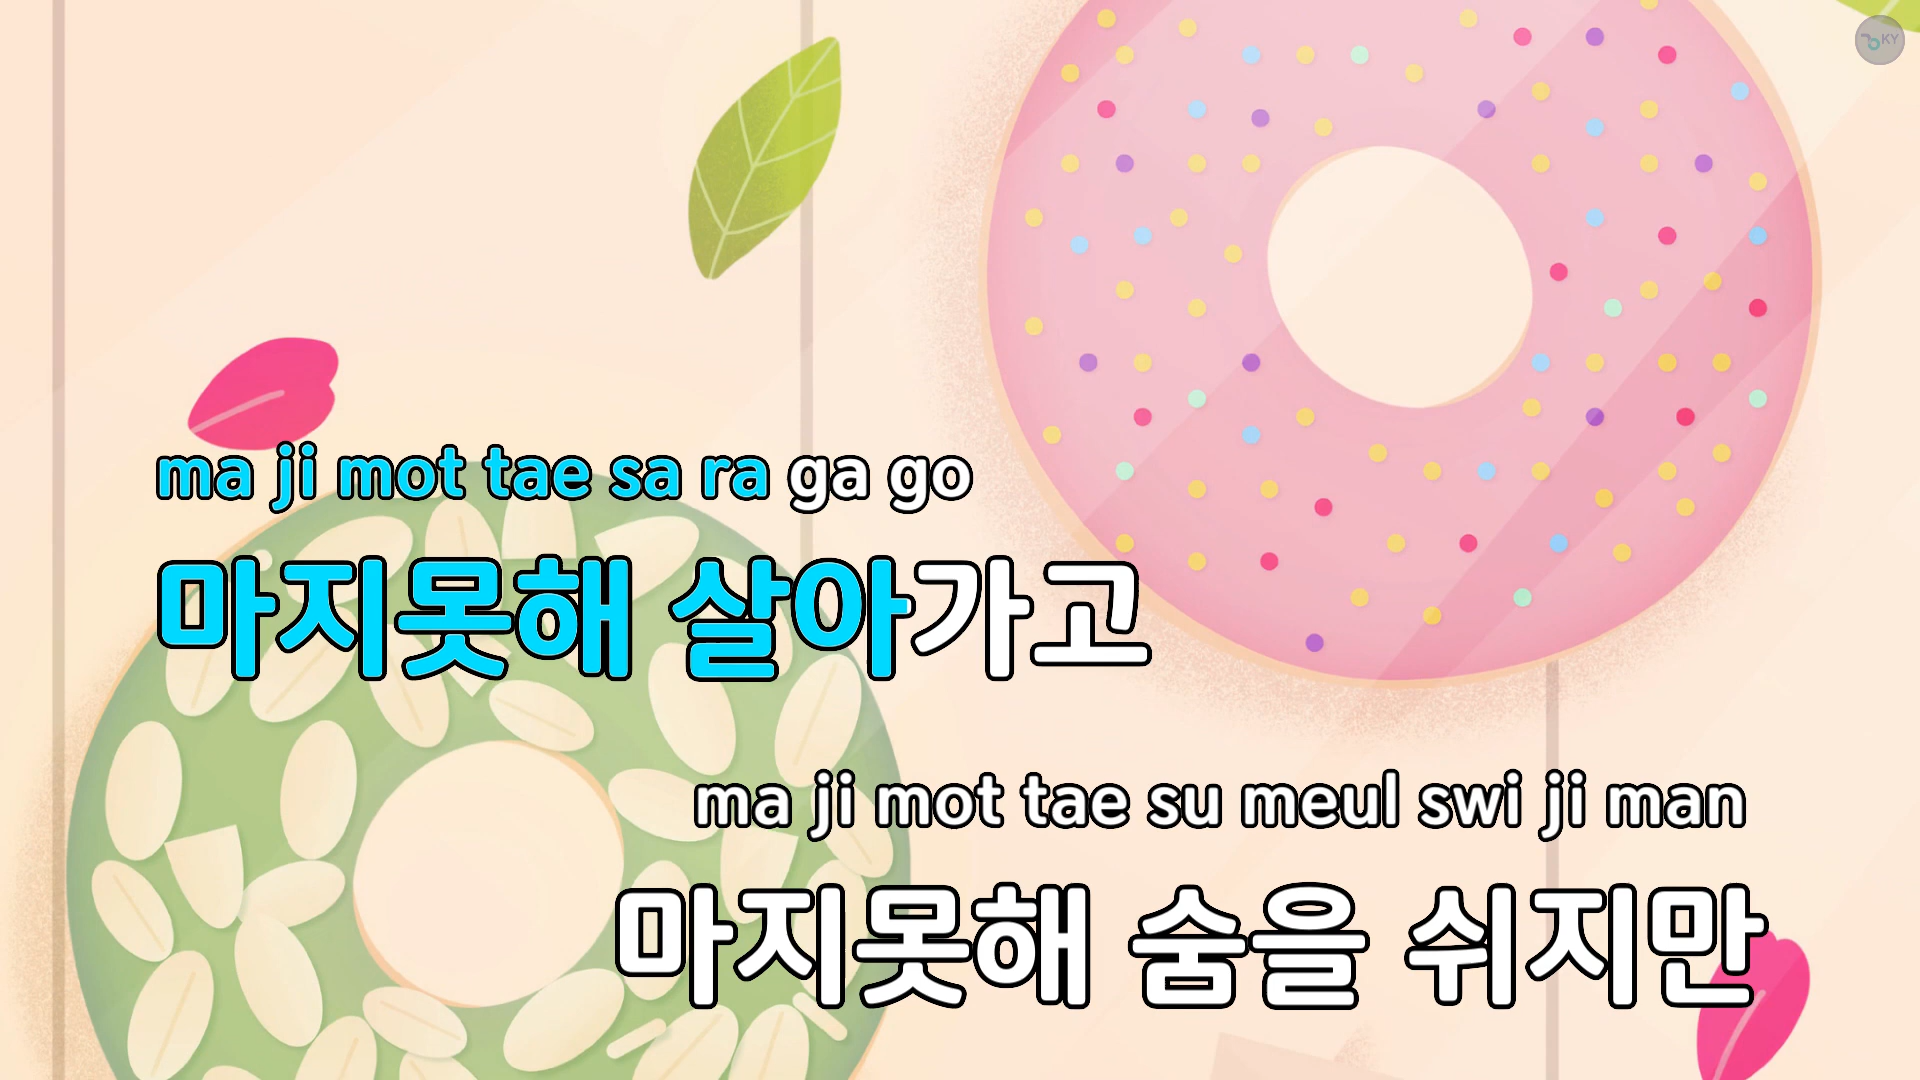 KY
ma ji mot tae sa ra ga go
마지못해 살아가고
ma ji mot tae su meul swi ji man
마지못해 숨을 쉬지만